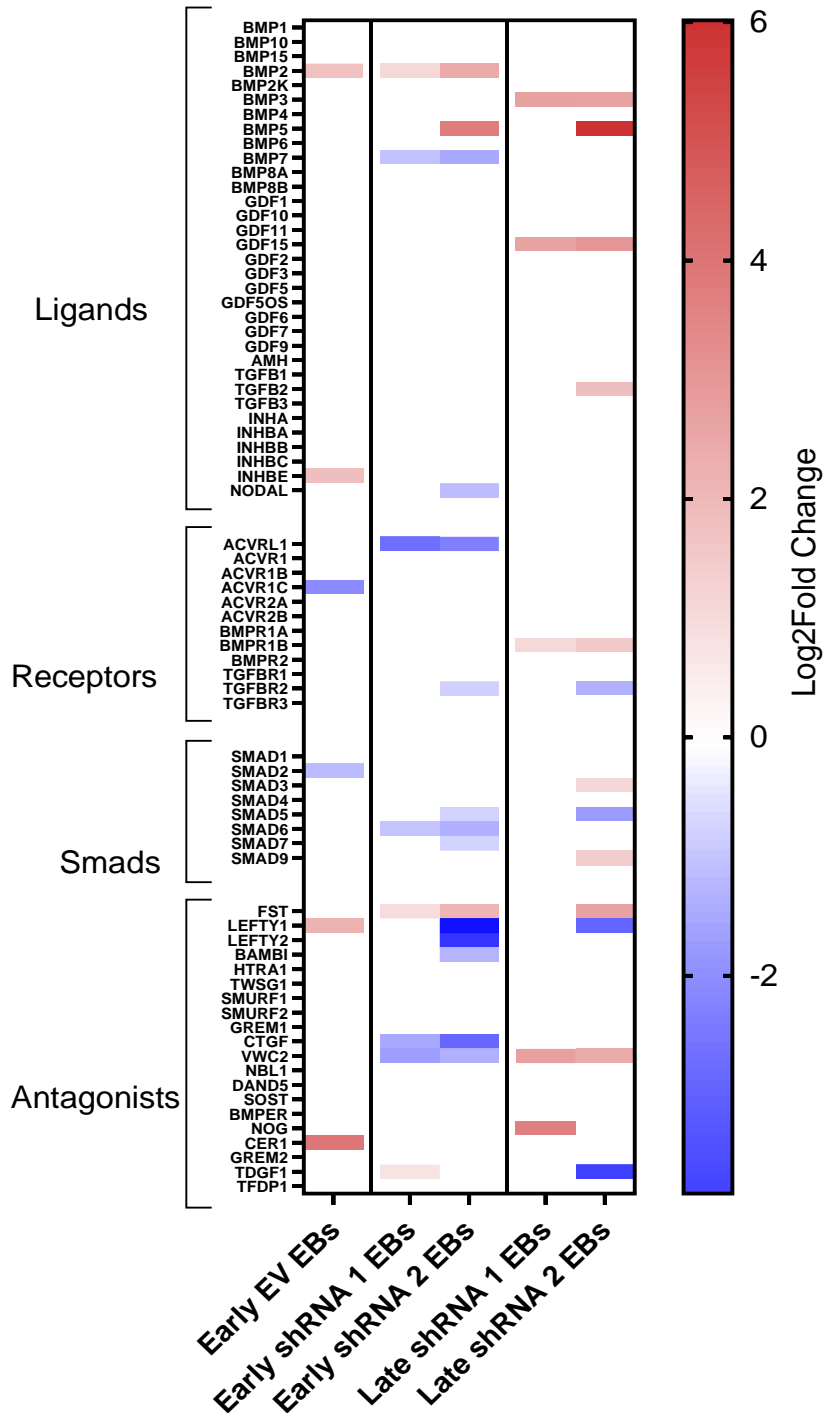 Ligands
BMP1
BMP10
BMP15
BMP2
BMP2K
BMP3
BMP4
BMP5
BMP6
BMP7
BMP8A
BMP8B
GDF1
GDF10
GDF11
GDF15
GDF2
GDF3
GDF5
GDF5OS
GDF6
GDF7
GDF9
AMH
TGFB1
TGFB2
TGFB3
INHA
INHBA
INHBB
INHBC
INHBE
NODAL
Receptors
ACVRL1
ACVR1
ACVR1B
ACVR1C
ACVR2A
ACVR2B
BMPR1A
BMPR1B
BMPR2
TGFBR1
TGFBR2
TGFBR3
Smads
SMAD1
SMAD2
SMAD3
SMAD4
SMAD5
SMAD6
SMAD7
SMAD9
Antagonists
FST
LEFTY1
LEFTY2
BAMBI
HTRA1
TWSG1
SMURF1
SMURF2
GREM1
CTGF
VWC2
NBL1
DAND5
SOST
BMPER
NOG
CER1
GREM2
TDGF1
TFDP1
Early EV EBs
Early shRNA 1 EBs
Early shRNA 2 EBs
Late shRNA 1 EBs
Late shRNA 2 EBs
6
4
2
0
-2
Log2Fold Change